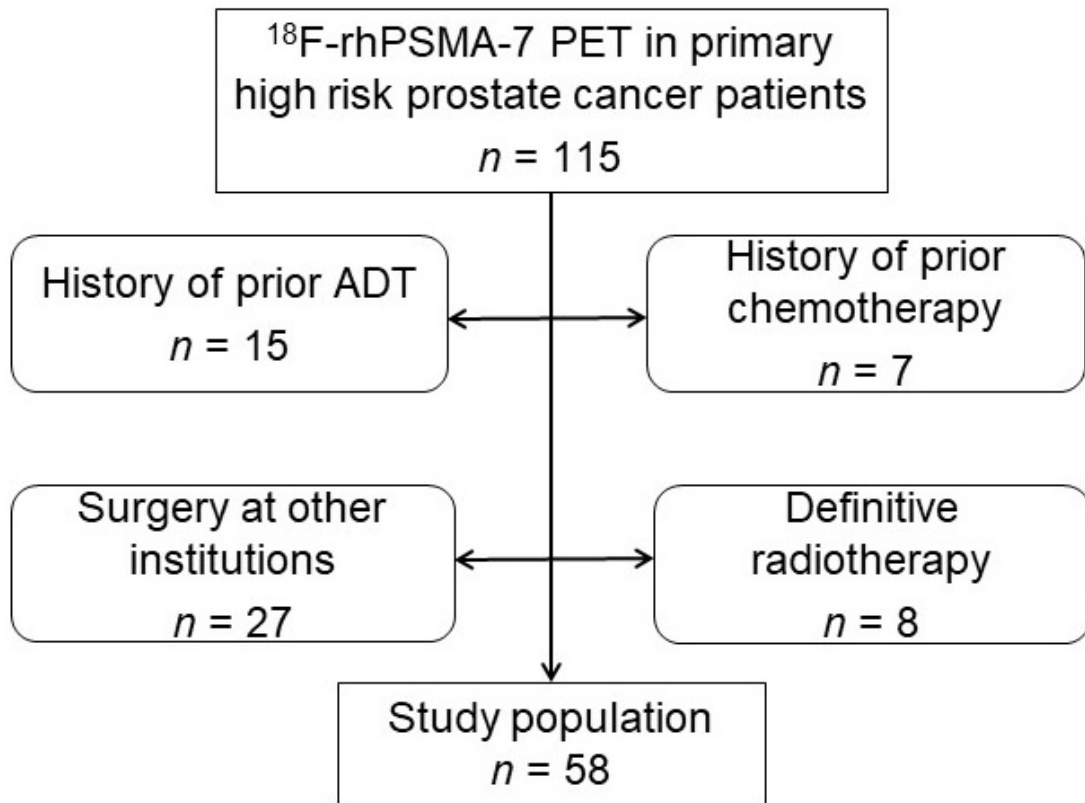 ¹⁸F-rhPSMA-7 PET in primary
high risk prostate cancer patients
n = 115
History of prior ADT
n = 15
History of prior
chemotherapy
n = 7
Surgery at other
institutions
n = 27
Definitive
radiotherapy
n = 8
Study population
n = 58